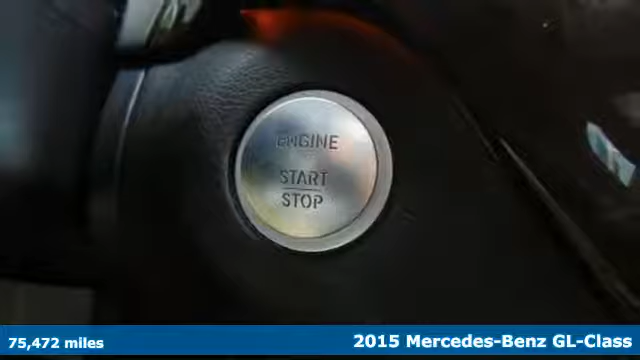 ENGINE
START
STOP
75,472 miles
2015 Mercedes-Benz GL-Class